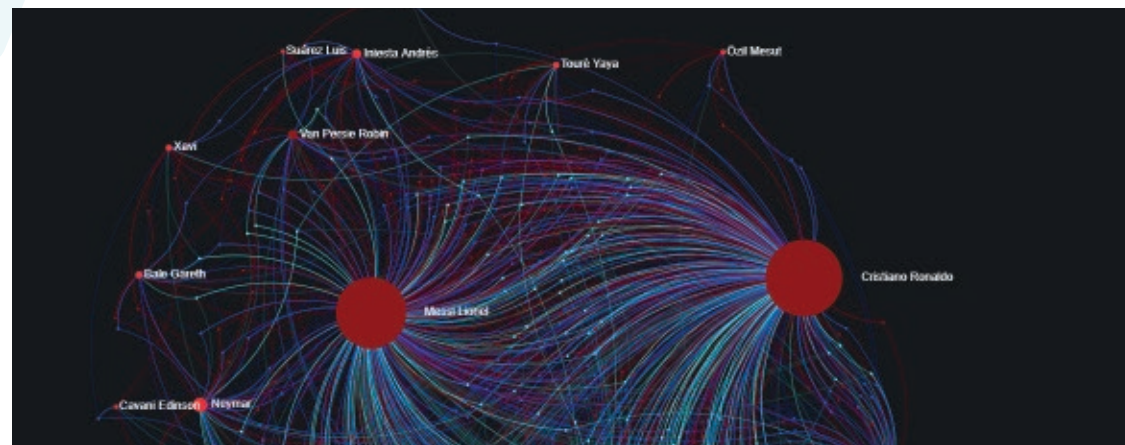 Suárez Luis
Iniesta Andrés
Touré Yaya
Özil Mesut
Van Persie Robin
Xavi
Bale Gareth
Cristiano Ronaldo
Messi Lionel
Cavani Edinson
Neymar